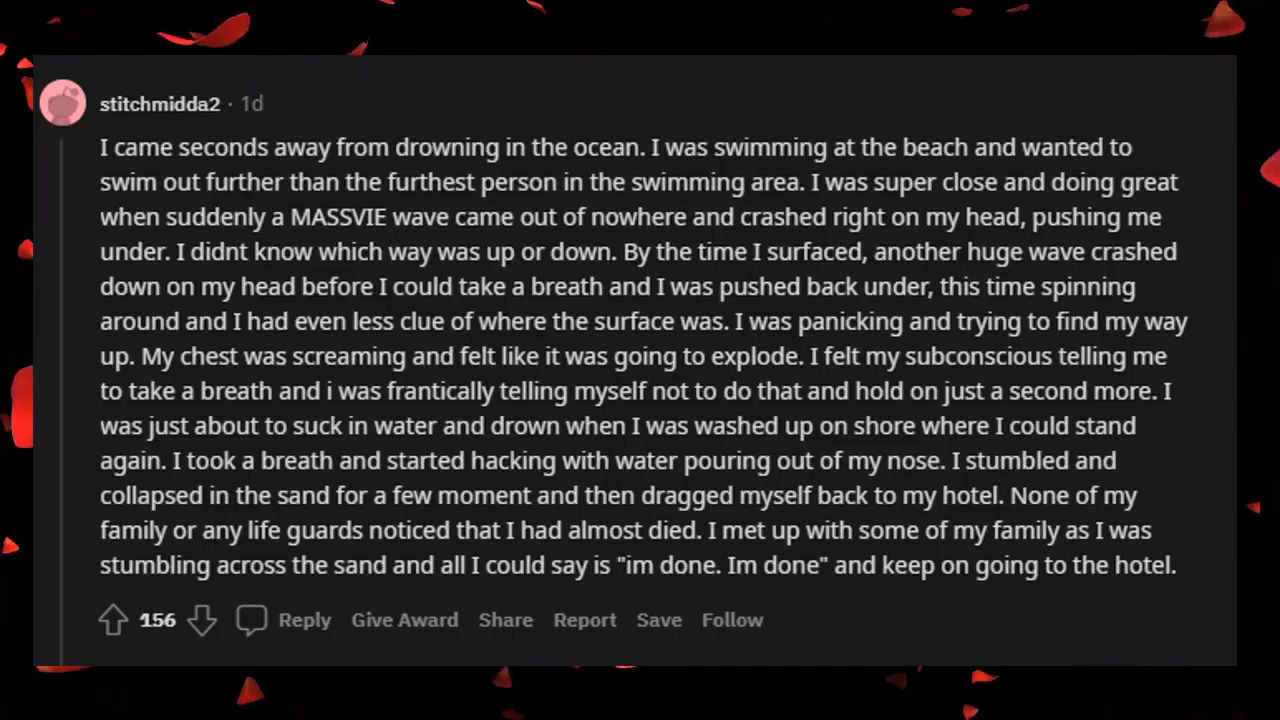 stitchmidda2 · 1d
I came seconds away from drowning in the ocean. I was swimming at the beach and wanted to
swim out further than the furthest person in the swimming area. I was super close and doing great
when suddenly a MASSVIE wave came out of nowhere and crashed right on my head, pushing me
under. I didnt know which way was up or down. By the time I surfaced, another huge wave crashed
down on my head before I could take a breath and I was pushed back under, this time spinning
around and I had even less clue of where the surface was. I was panicking and trying to find my way
up. My chest was screaming and felt like it was going to explode. I felt my subconscious telling me
to take a breath and i was frantically telling myself not to do that and hold on just a second more. I
was just about to suck in water and drown when I was washed up on shore where I could stand
again. I took a breath and started hacking with water pouring out of my nose. I stumbled and
collapsed in the sand for a few moment and then dragged myself back to my hotel. None of my
family or any life guards noticed that I had almost died. I met up with some of my family as I was
stumbling across the sand and all I could say is "im done. Im done" and keep on going to the hotel.
156 Reply Give Award Share Report Save Follow